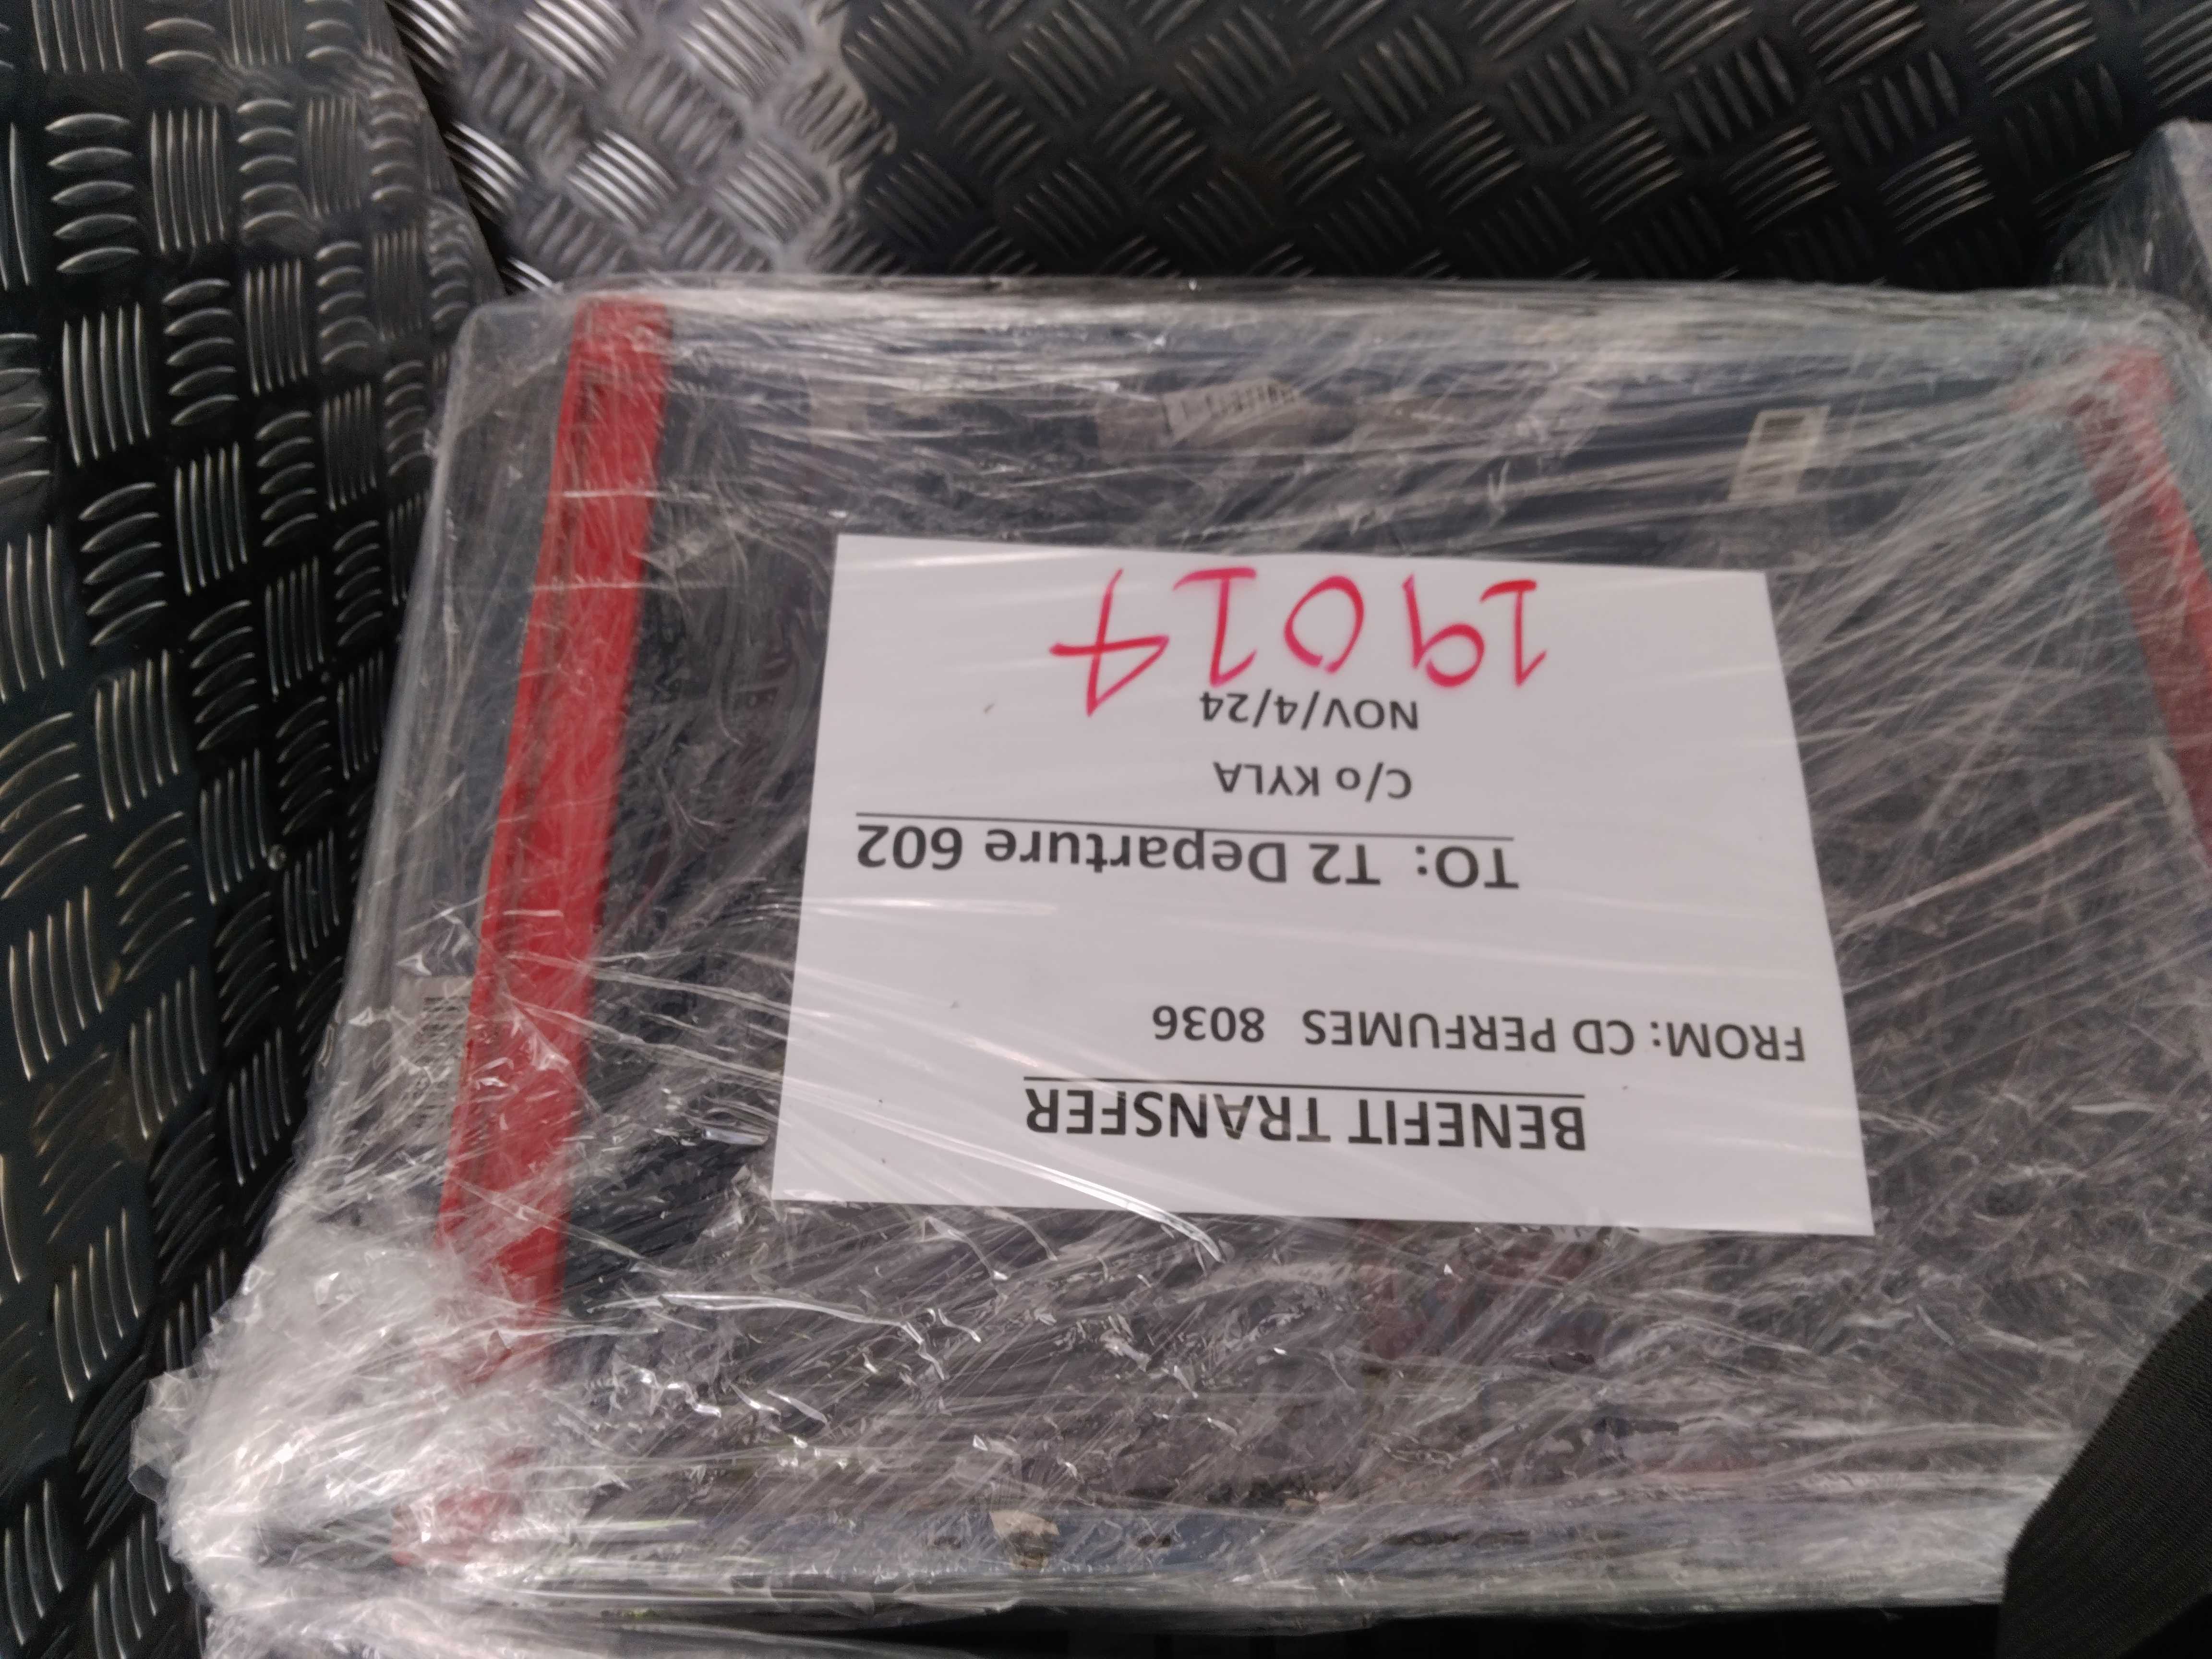 BENEFIT TRANSFER
FROM: CD PERFUMES 8036
TO: T2 Departure 602
C/o KYLA
NOV/4/24
19014